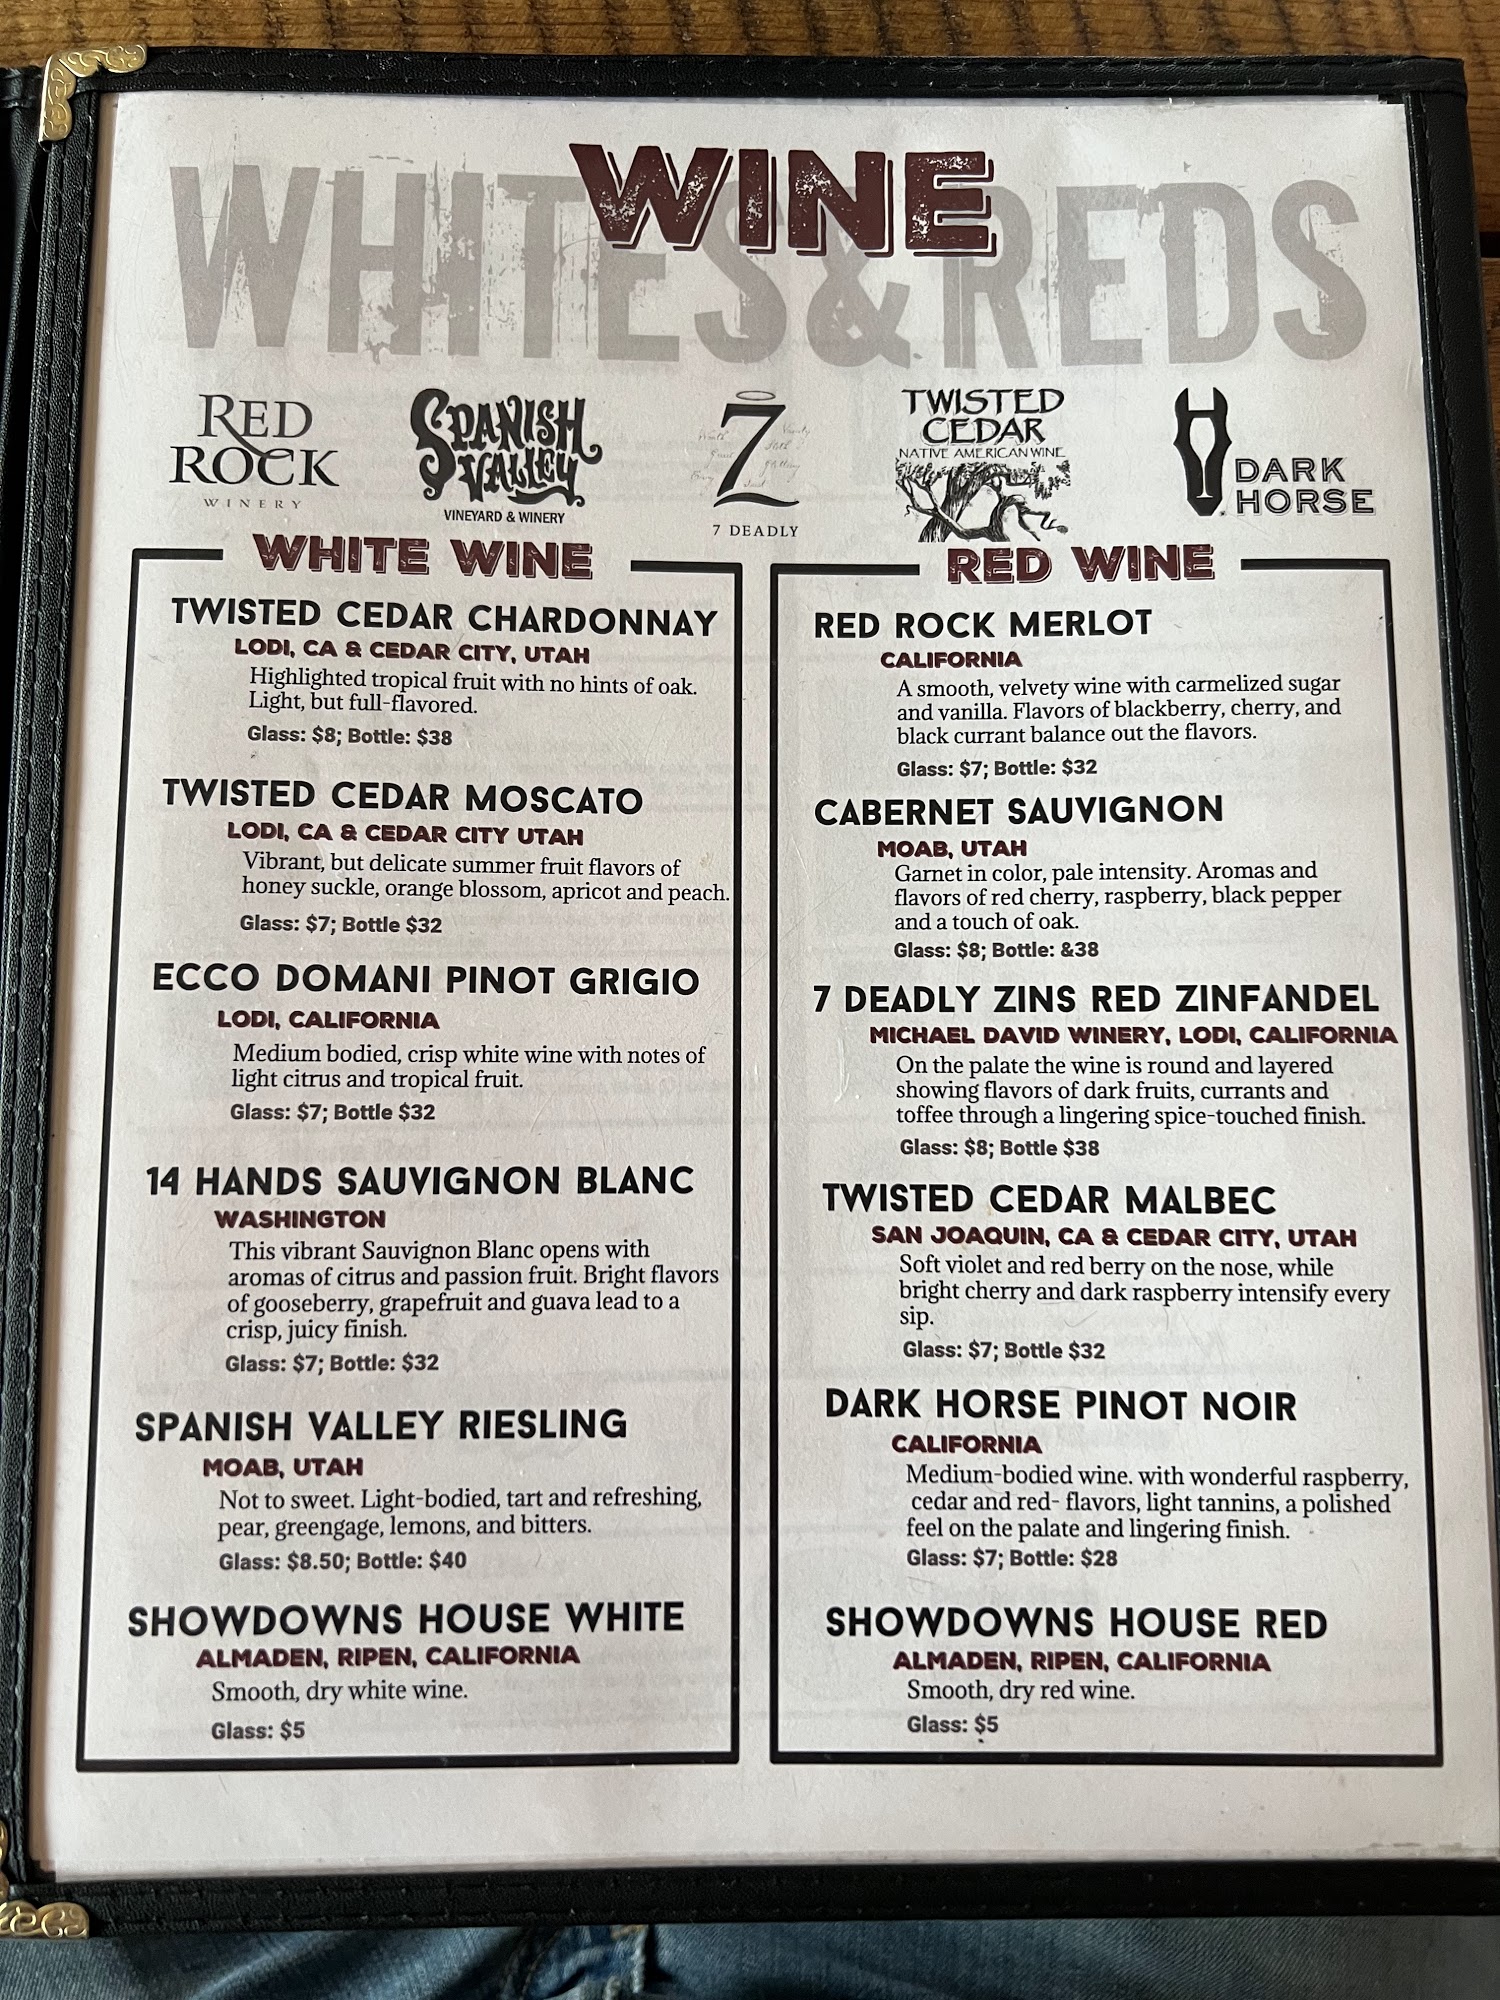 WHITES & REDS
WINE
RED
ROCK
WINERY
SPANISH
VALLEY
VINEYARD & WINERY
7
7 DEADLY
TWISTED
CEDAR
NATIVE AMERICAN WINE
DARK
HORSE
WHITE WINE
TWISTED CEDAR CHARDONNAY
LODI, CA & CEDAR CITY, UTAH
Highlighted tropical fruit with no hints of oak.
Light, but full-flavored.
Glass: $8; Bottle: $38
TWISTED CEDAR MOSCATO
LODI, CA & CEDAR CITY UTAH
Vibrant, but delicate summer fruit flavors of
honey suckle, orange blossom, apricot and peach.
Glass: $7; Bottle $32
ECCO DOMANI PINOT GRIGIO
LODI, CALIFORNIA
Medium bodied, crisp white wine with notes of
light citrus and tropical fruit.
Glass: $7; Bottle $32
14 HANDS SAUVIGNON BLANC
WASHINGTON
This vibrant Sauvignon Blanc opens with
aromas of citrus and passion fruit. Bright flavors
of gooseberry, grapefruit and guava lead to a
crisp, juicy finish.
Glass: $7; Bottle: $32
SPANISH VALLEY RIESLING
MOAB, UTAH
Not to sweet. Light-bodied, tart and refreshing,
pear, greengage, lemons, and bitters.
Glass: $8.50; Bottle: $40
SHOWDOWNS HOUSE WHITE
ALMADEN, RIPEN, CALIFORNIA
Smooth, dry white wine.
Glass: $5
RED WINE
RED ROCK MERLOT
CALIFORNIA
A smooth, velvety wine with carmelized sugar
and vanilla. Flavors of blackberry, cherry, and
black currant balance out the flavors.
Glass: $7; Bottle: $32
CABERNET SAUVIGNON
MOAB, UTAH
Garnet in color, pale intensity. Aromas and
flavors of red cherry, raspberry, black pepper
and a touch of oak.
Glass: $8; Bottle: &38
7 DEADLY ZINS RED ZINFANDEL
MICHAEL DAVID WINERY, LODI, CALIFORNIA
On the palate the wine is round and layered
showing flavors of dark fruits, currants and
toffee through a lingering spice-touched finish.
Glass: $8; Bottle $38
TWISTED CEDAR MALBEC
SAN JOAQUIN, CA & CEDAR CITY, UTAH
Soft violet and red berry on the nose, while
bright cherry and dark raspberry intensify every
sip.
Glass: $7; Bottle $32
DARK HORSE PINOT NOIR
CALIFORNIA
Medium-bodied wine. with wonderful raspberry,
cedar and red- flavors, light tannins, a polished
feel on the palate and lingering finish.
Glass: $7; Bottle: $28
SHOWDOWNS HOUSE RED
ALMADEN, RIPEN, CALIFORNIA
Smooth, dry red wine.
Glass: $5